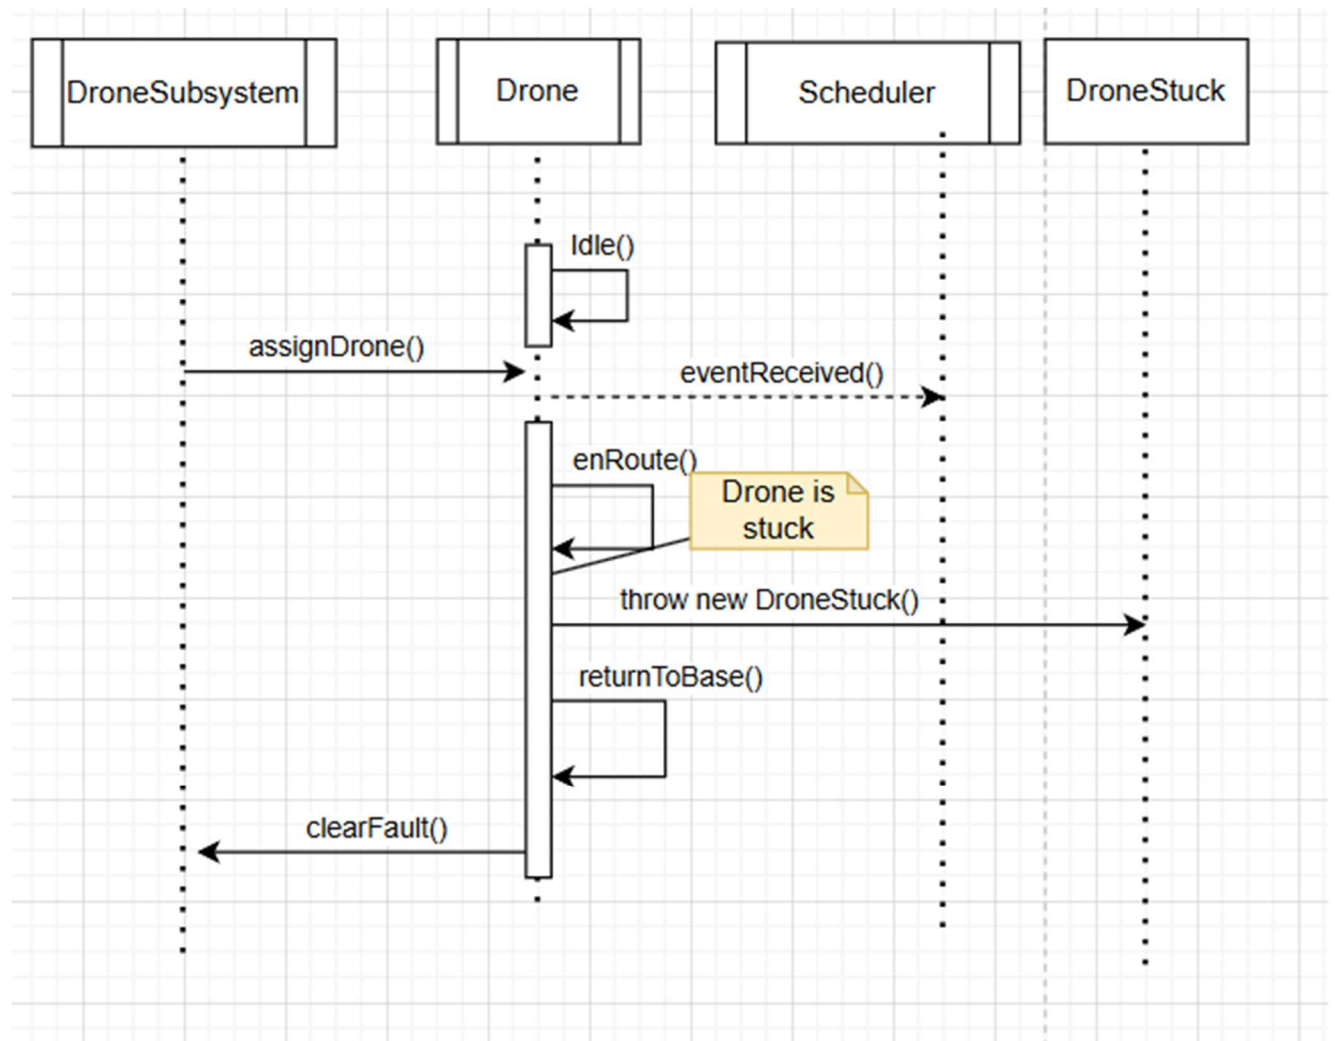 DroneSubsystem
Drone
Scheduler
DroneStuck
Idle()
assignDrone()
eventReceived()
enRoute()
Drone is
stuck
throw new DroneStuck()
returnToBase()
clearFault()